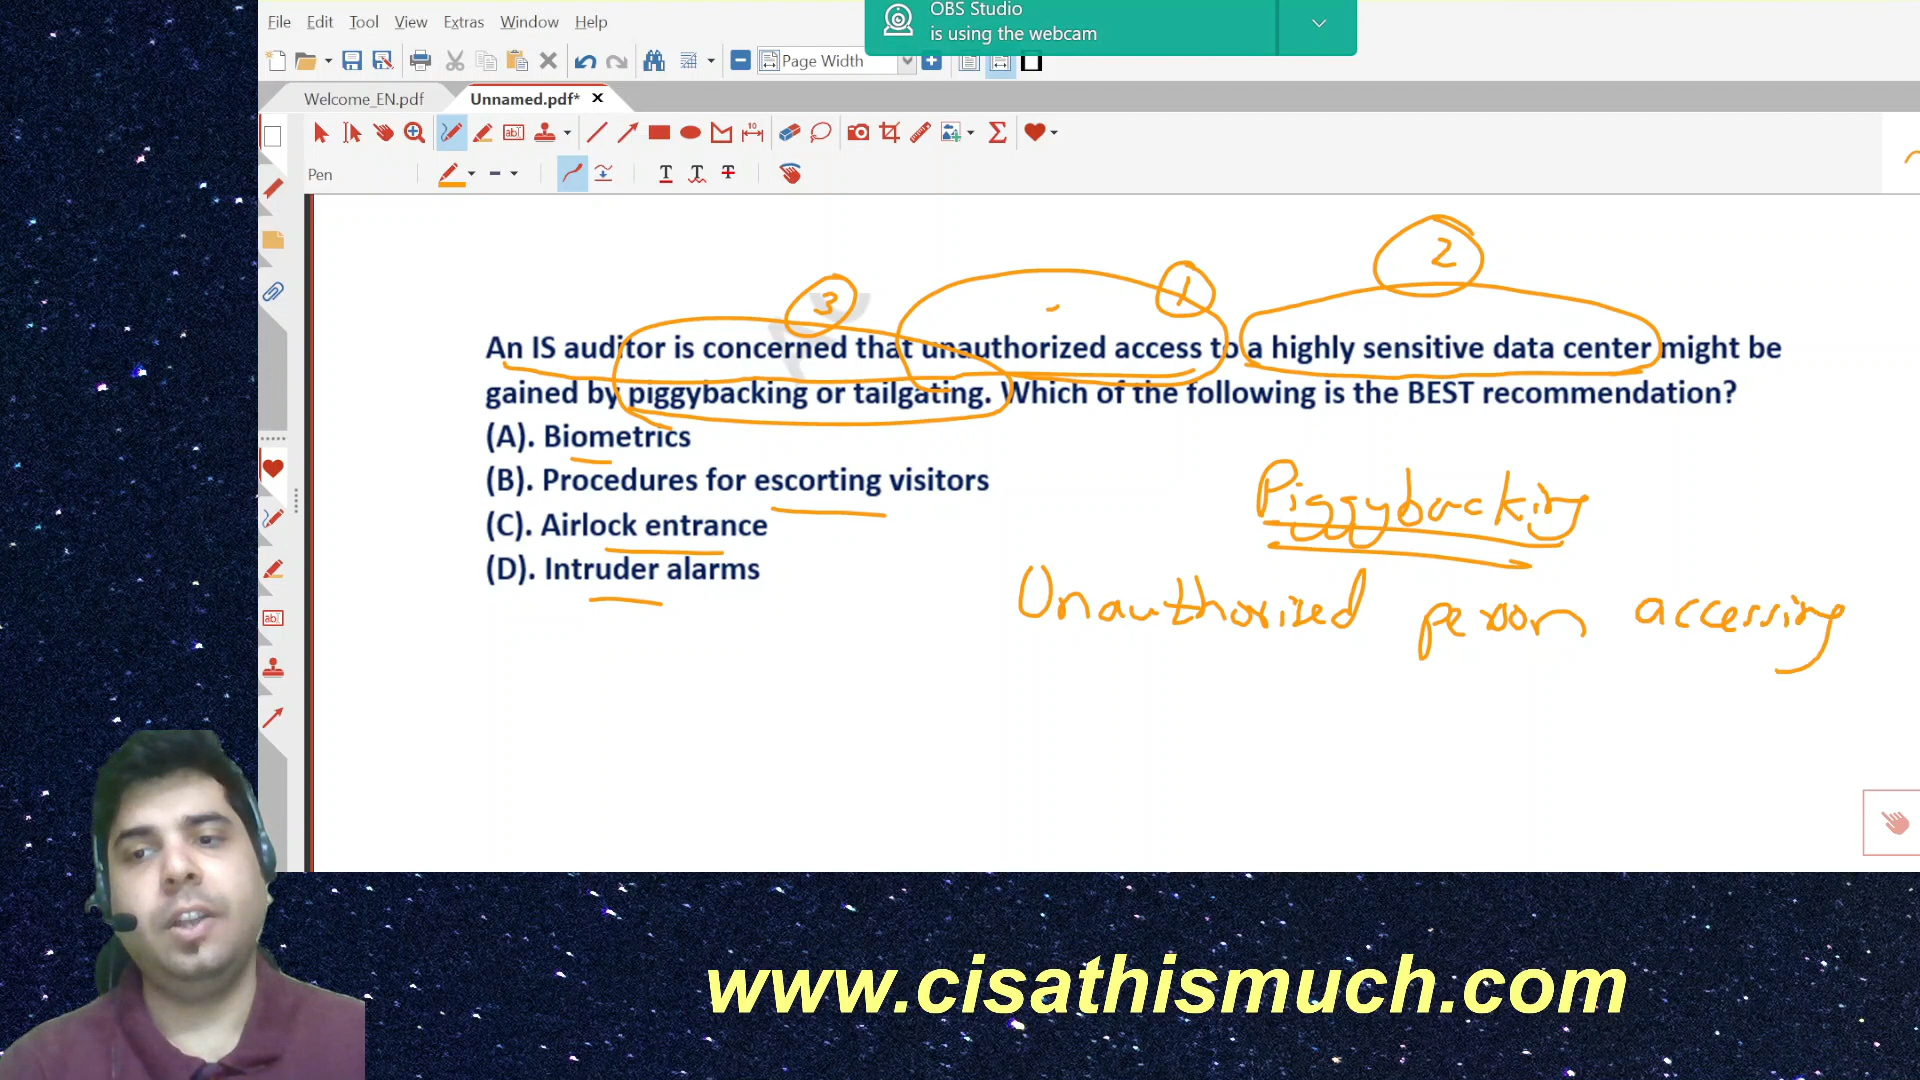 File Edit Tool View Extras Window Help
OBS Studio
is using the webcam
Page Width
Welcome_EN.pdf
Unnamed.pdf*
Pen
2
3
1
An IS auditor is concerned that unauthorized access to a highly sensitive data center might be
gained by piggybacking or tailgating. Which of the following is the BEST recommendation?
(A). Biometrics
(B). Procedures for escorting visitors
(C). Airlock entrance
(D). Intruder alarms
Piggybacking
Unauthorized person accessing
www.cisathismuch.com